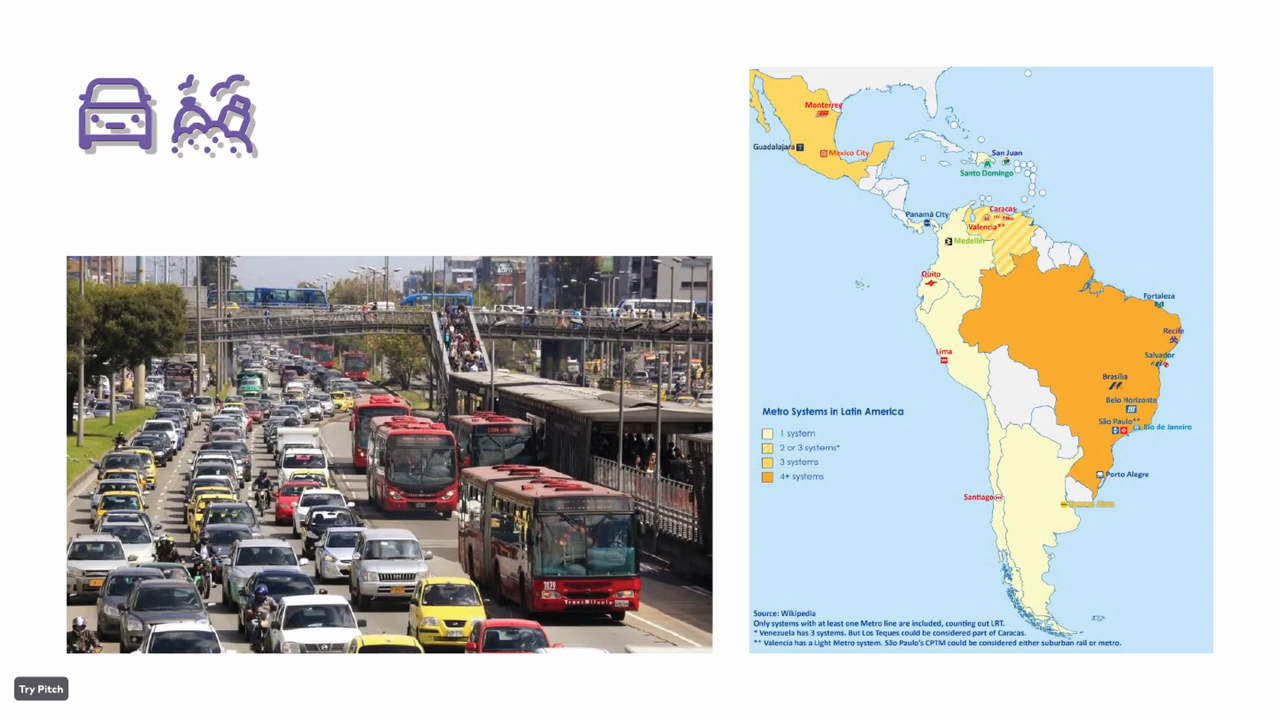 Monterrey
Guadalajara
Mexico City
San Juan
Santo Domingo
Panamá City
Caracas
Valencia**
Medellín
Quito
Fortaleza
Recife
Lima
Salvador
Brasília
Belo Horizonte
São Paulo**
Rio de Janeiro
Metro Systems in Latin America
1 system
2 or 3 systems*
3 systems
4+ systems
Porto Alegre
Santiago
TransMilenio
Source: Wikipedia
Only systems with at least one Metro line are included, counting out LRT.
* Venezuela has 3 systems. But Los Teques could be considered part of Caracas.
** Valencia has a Light Metro system. São Paulo's CPTM could be considered either suburban rail or metro.
Try Pitch